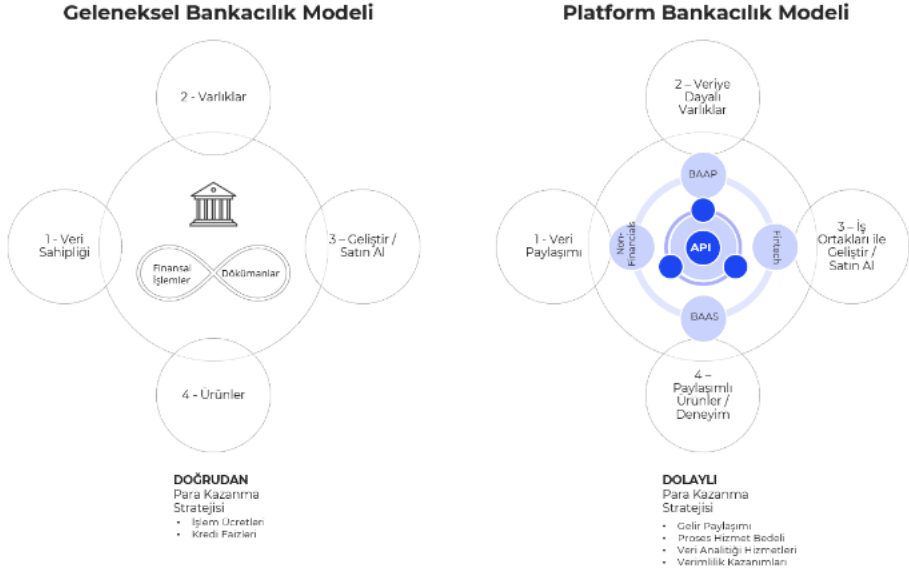 Geleneksel Bankacılık Modeli
2 - Varlıklar
1 - Veri
Sahipliği
Finansal
İşlemler
Dökümanlar
3 – Geliştir /
Satın Al
4 - Ürünler
DOĞRUDAN
Para Kazanma
Stratejisi
• İşlem Ücretleri
• Kredi Faizleri
Platform Bankacılık Modeli
2 – Veriye
Dayalı
Varlıklar
BAAP
1 - Veri
Paylaşımı
Non-
Financials
API
Fintech
3 – İş
Ortakları ile
Geliştir /
Satın Al
BAAS
4 –
Paylaşımlı
Ürünler /
Deneyim
DOLAYLI
Para Kazanma
Stratejisi
• Gelir Paylaşımı
• Proses Hizmet Bedeli
• Veri Analitiği Hizmetleri
• Verimlilik Kazanımları